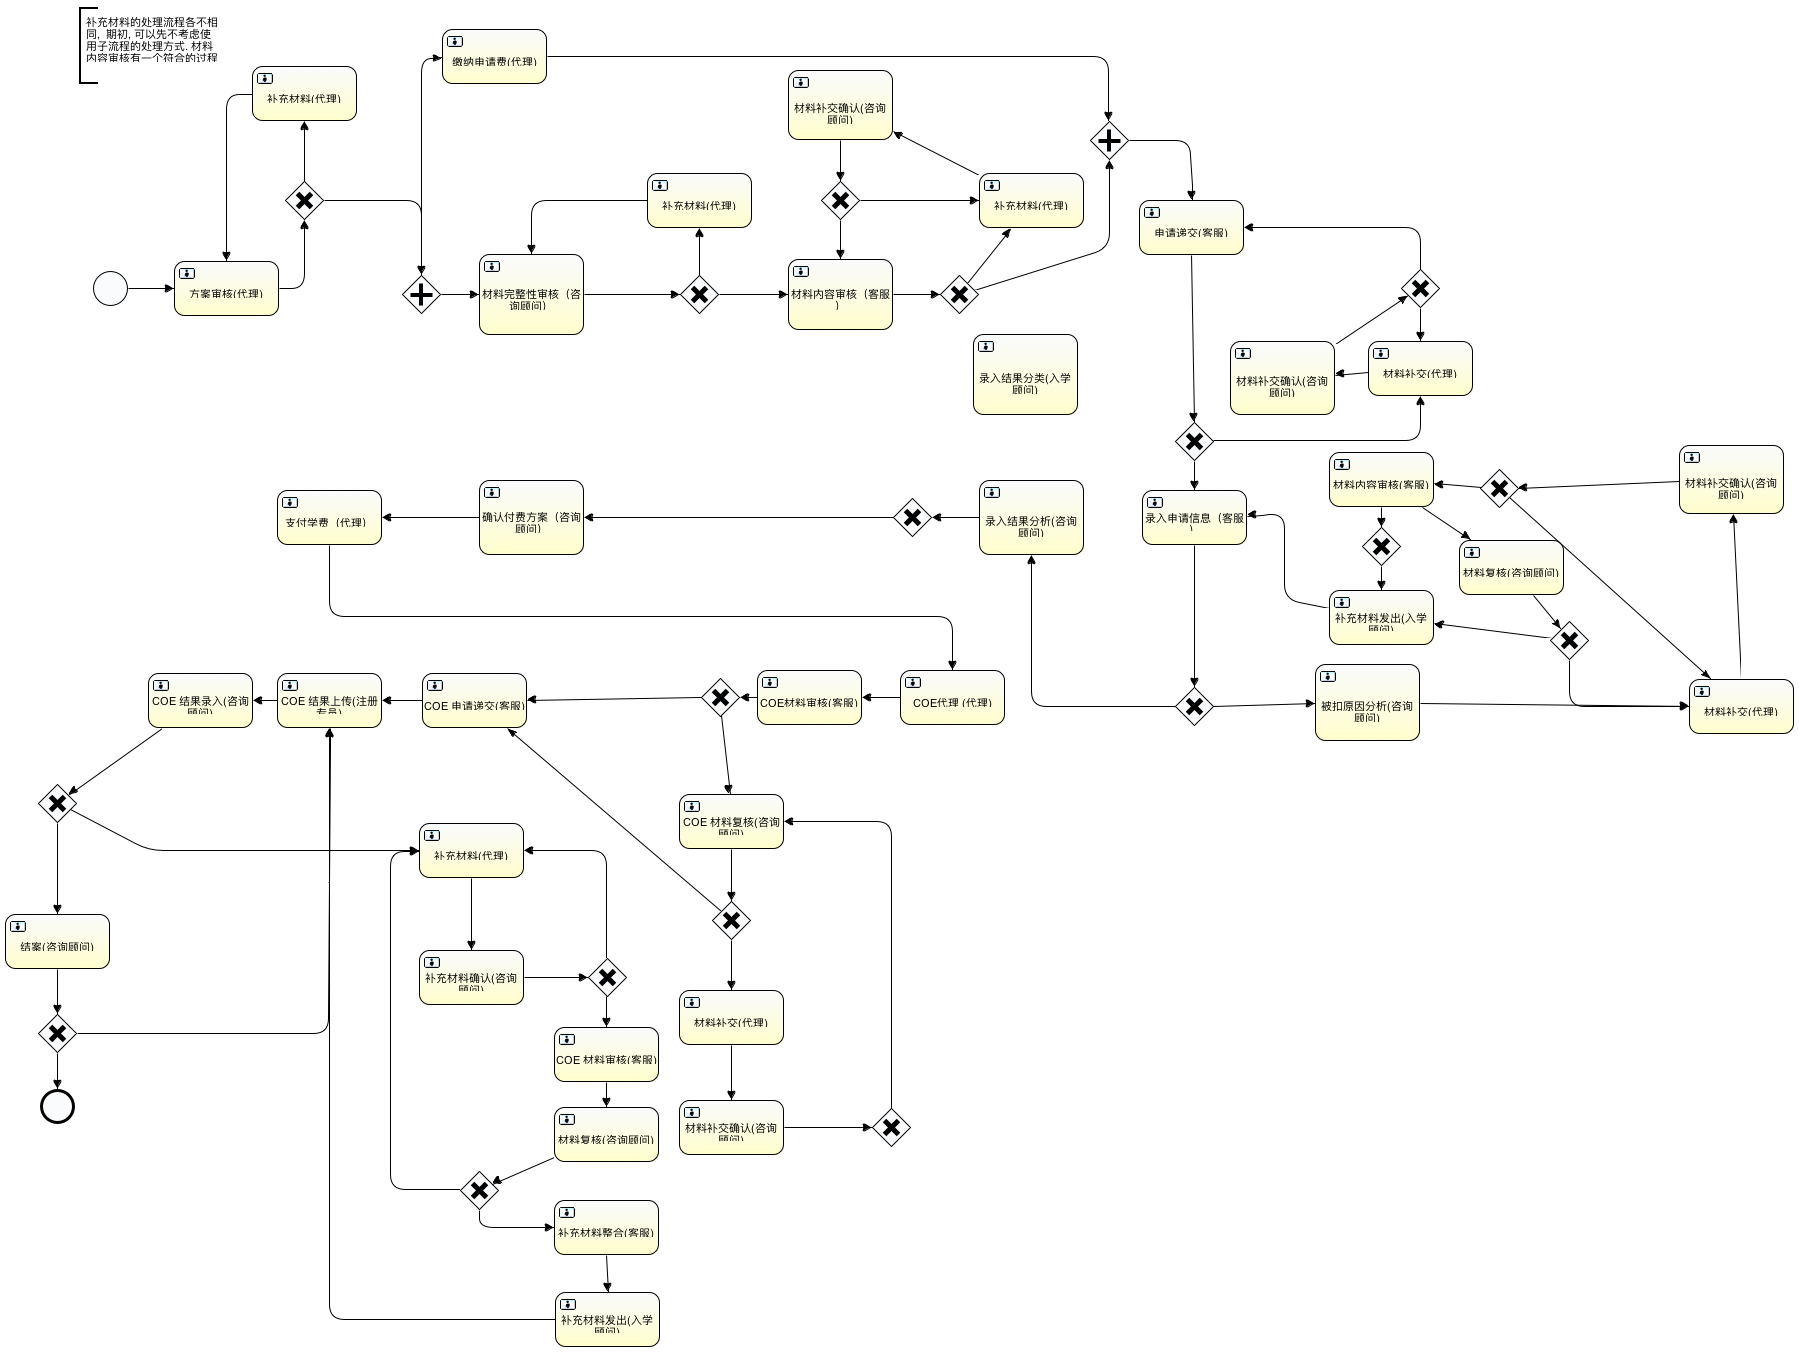 补充材料的处理流程各不相
同, 期初, 可以先不考虑使
用子流程的处理方式. 材料
内容审核有一个符合的过程
补充材料(代理)
缴纳申请费(代理)
材料补交确认(咨询
顾问)
补充材料(代理)
补充材料(代理)
申请递交(客服)
方案审核(代理)
材料完整性审核（咨
询顾问)
材料内容审核（客服
)
录入结果分类(入学
顾问)
材料补交确认(咨询
顾问)
材料补交(代理)
支付学费（代理)
确认付费方案（咨询
顾问)
录入结果分析(咨询
顾问)
录入申请信息（客服
)
材料内容审核(客服)
材料补交确认(咨询
顾问)
材料复核(咨询顾问)
补充材料发出(入学
顾问)
COE 结果录入(咨询
顾问)
COE 结果上传(注册
专员)
COE 申请递交(客服)
COE材料审核(客服)
COE代理 (代理)
被扣原因分析(咨询
顾问)
材料补交(代理)
COE 材料复核(咨询
顾问)
补充材料(代理)
结案(咨询顾问)
补充材料确认(咨询
顾问)
材料补交(代理)
COE 材料审核(客服)
材料复核(咨询顾问)
材料补交确认(咨询
顾问)
补充材料整合(客服)
补充材料发出(入学
顾问)